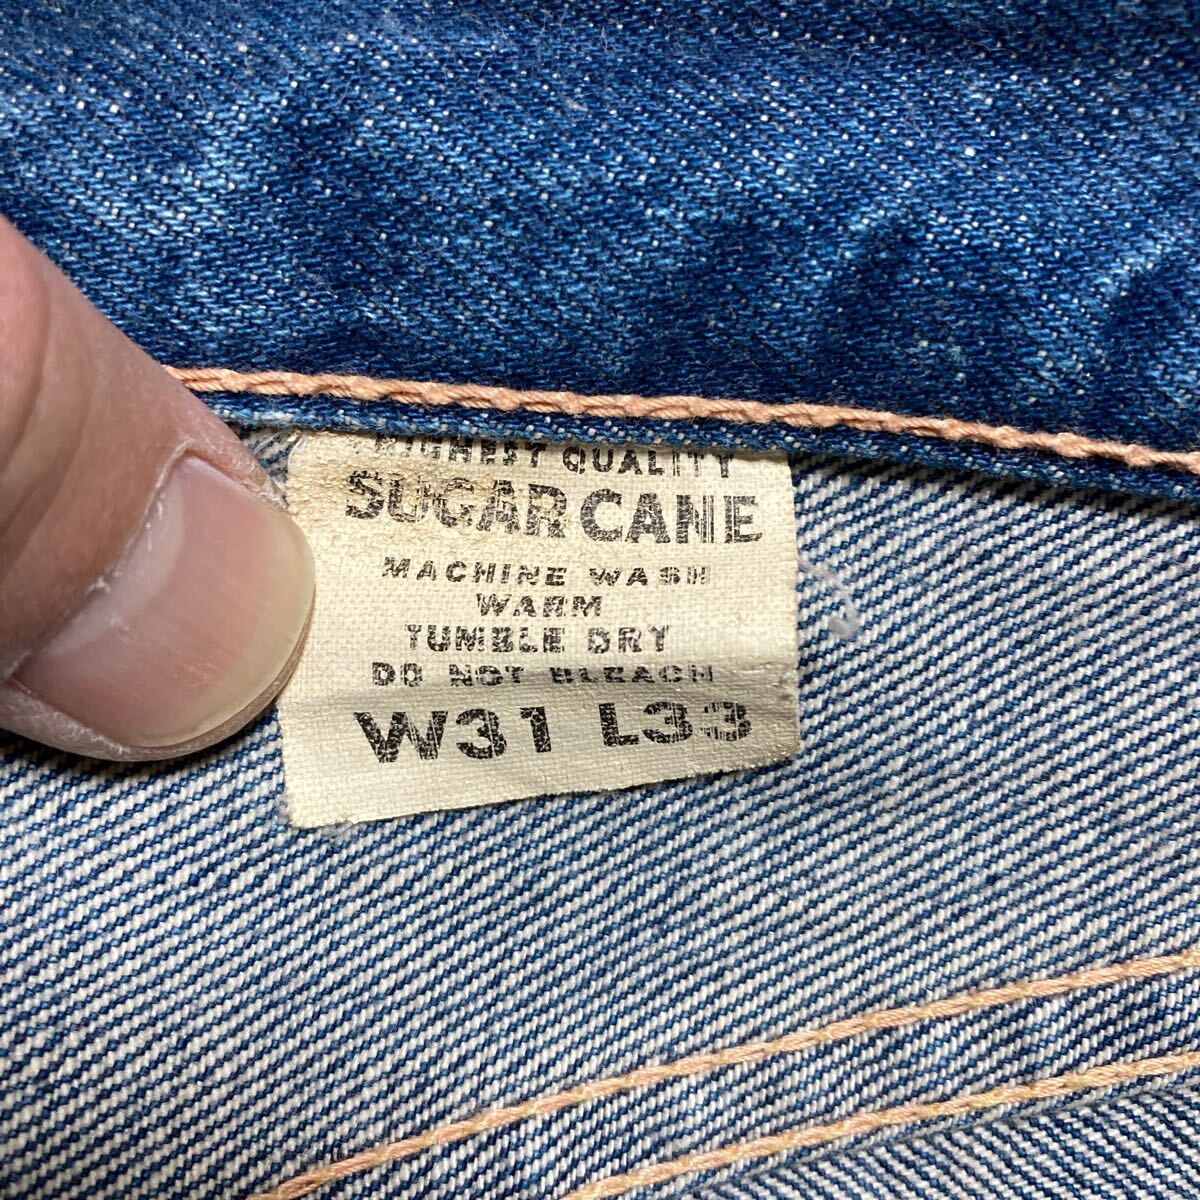 HIGHEST QUALITY
SUGAR CANE
MACHINE WASH
WARM
TUMBLE DRY
DO NOT BLEACH
W31 L33